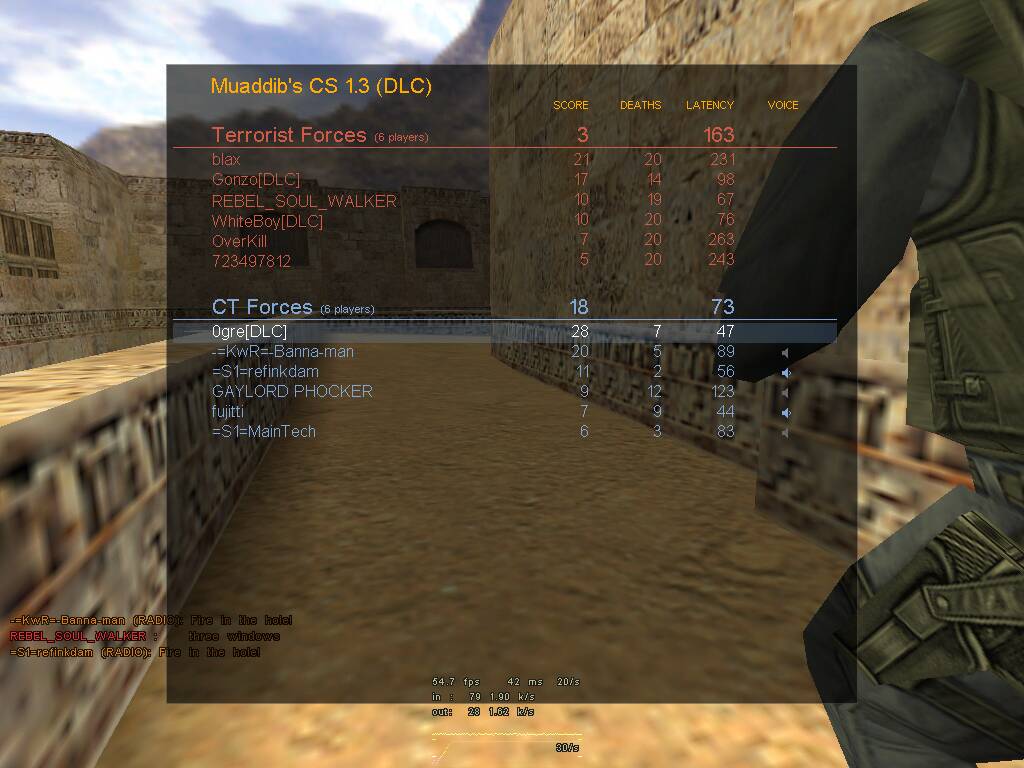 Muaddib's CS 1.3 (DLC)
SCORE DEATHS LATENCY VOICE
Terrorist Forces (6 players) 3 163
blax 21 20 231
Gonzo[DLC] 17 14 98
REBEL_SOUL_WALKER 10 19 67
WhiteBoy[DLC] 10 20 76
OverKill 7 20 263
723497812 5 20 243
CT Forces (6 players) 18 73
0gre[DLC] 28 7 47
-=KwR=-Banna-man 20 5 89
=S1=refinkdam 11 2 56
GAYLORD PHOCKER 9 12 123
fujitti 7 9 44
=S1=MainTech 6 3 83
-=KwR=-Banna-man (RADIO): Fire in the hole!
REBEL_SOUL_WALKER : three windows
=S1=refinkdam (RADIO): Fire in the hole!
54.7 fps 42 ms 20/s
in : 79 1.90 k/s
out: 28 1.02 k/s
30/s